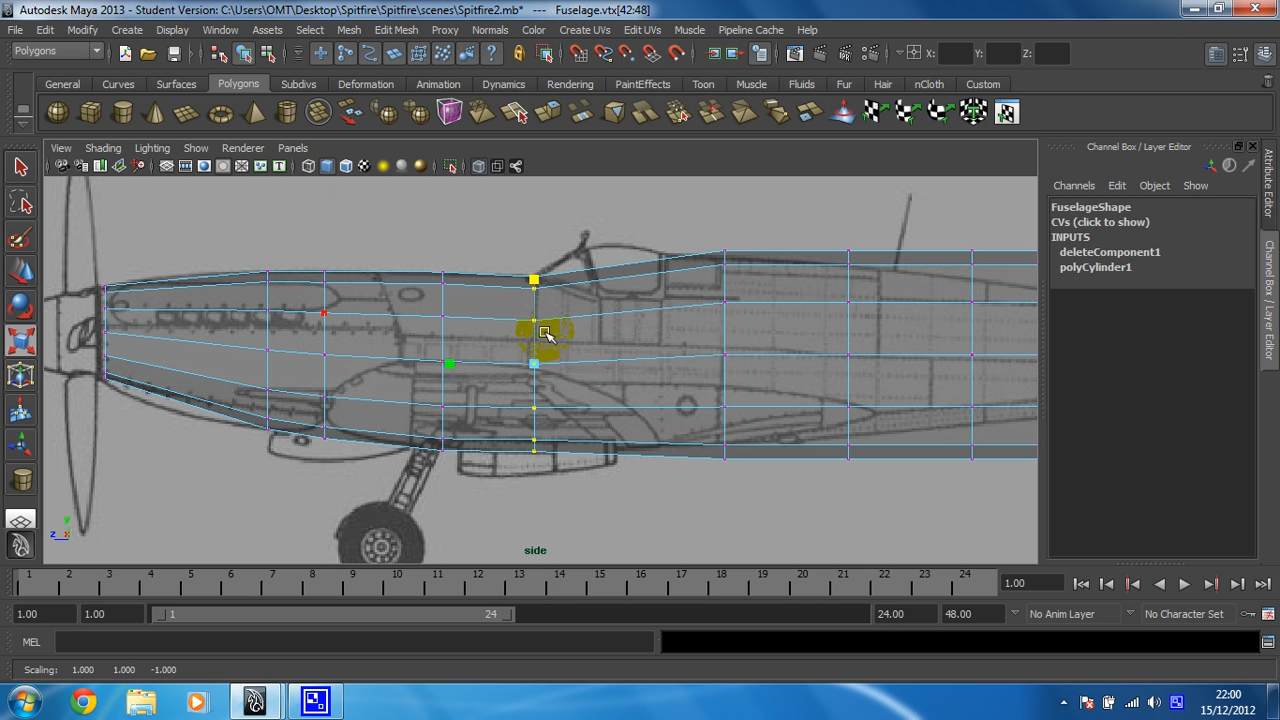 Autodesk Maya 2013 - Student Version: C:\Users\OMT\Desktop\Spitfire\Spitfire\scenes\Spitfire2.mb* --- Fuselage.vtx[42:48]
File Edit Modify Create Display Window Assets Select Mesh Edit Mesh Proxy Normals Color Create UVs Edit UVs Muscle Pipeline Cache Help
Polygons X: Y: Z:
General Curves Surfaces Polygons Subdivs Deformation Animation Dynamics Rendering PaintEffects Toon Muscle Fluids Fur Hair nCloth Custom
View Shading Lighting Show Renderer Panels
Channel Box / Layer Editor
Channels Edit Object Show
FuselageShape
CVs (click to show)
INPUTS
deleteComponent1
polyCylinder1
Attribute Editor
Channel Box / Layer Editor
y
z x
side
1 2 3 4 5 6 7 8 9 10 11 12 13 14 15 16 17 18 19 20 21 22 23 24
1.00
1.00 1.00 1 24 24.00 48.00 No Anim Layer No Character Set
MEL
Scaling: 1.000 1.000 -1.000
22:00
15/12/2012